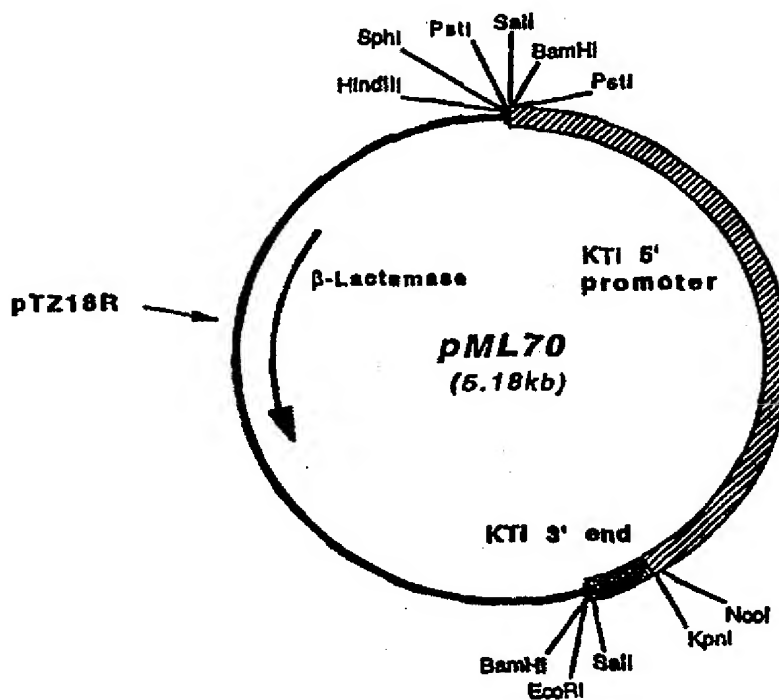 SphI
PstI
SalI
BamHI
HindIII
PstI
KTi 5'
promoter
β-Lactamase
pTZ18R
pML70
(5.18kb)
KTi 3' end
NcoI
KpnI
BamHI
SalI
EcoRI